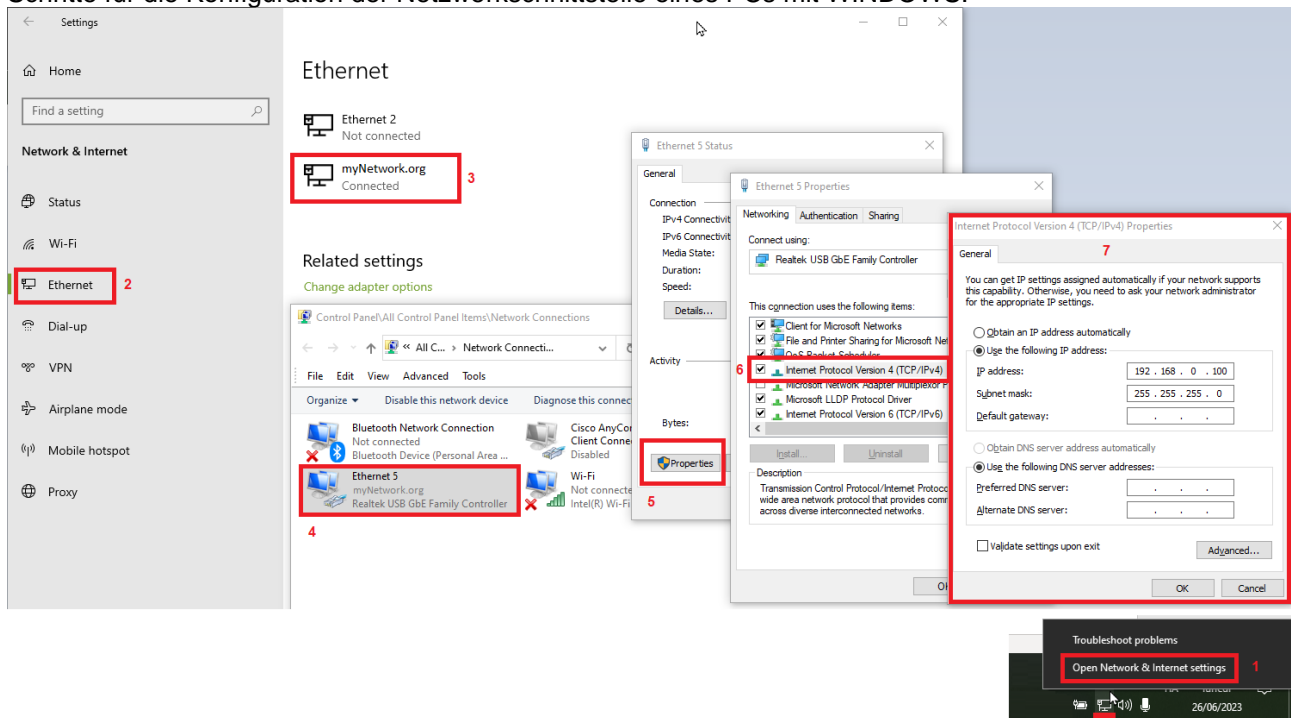 Schritte für die Konfiguration der Netzwerkschnittstelle eines PCs mit WINDOWS:
Settings
Home
Find a setting
Network & Internet
Status
Wi-Fi
Ethernet
2
Dial-up
VPN
Airplane mode
Mobile hotspot
Proxy
Ethernet
Ethernet 2
Not connected
myNetwork.org
Connected
3
Related settings
Change adapter options
Control Panel\All Control Panel Items\Network Connections
« All C... › Network Connecti...
File Edit View Advanced Tools
Organize Disable this network device Diagnose this connec
Bluetooth Network Connection
Not connected
Bluetooth Device (Personal Area ...
Cisco AnyCo
Client Conne
Disabled
Ethernet 5
myNetwork.org
Realtek USB GbE Family Controller
Wi-Fi
Not connecte
Intel(R) Wi-Fi
4
Ethernet 5 Status
General
Connection
IPv4 Connectivit
IPv6 Connectivit
Media State:
Duration:
Speed:
Details...
Activity
Bytes:
Properties
5
Ethernet 5 Properties
Networking Authentication Sharing
Connect using:
Realtek USB GbE Family Controller
This connection uses the following items:
Client for Microsoft Networks
File and Printer Sharing for Microsoft Net
QoS Packet Scheduler
6
Internet Protocol Version 4 (TCP/IPv4)
Microsoft Network Adapter Multiplexor P
Microsoft LLDP Protocol Driver
Internet Protocol Version 6 (TCP/IPv6)
Install... Uninstall
Description
Transmission Control Protocol/Internet Protoco
wide area network protocol that provides comr
across diverse interconnected networks.
Internet Protocol Version 4 (TCP/IPv4) Properties
7
General
You can get IP settings assigned automatically if your network supports
this capability. Otherwise, you need to ask your network administrator
for the appropriate IP settings.
Obtain an IP address automatically
Use the following IP address:
IP address: 192 . 168 . 0 . 100
Subnet mask: 255 . 255 . 255 . 0
Default gateway: . . .
Obtain DNS server address automatically
Use the following DNS server addresses:
Preferred DNS server: . . .
Alternate DNS server: . . .
Validate settings upon exit
Advanced...
OK Cancel
Troubleshoot problems
Open Network & Internet settings
1
26/06/2023